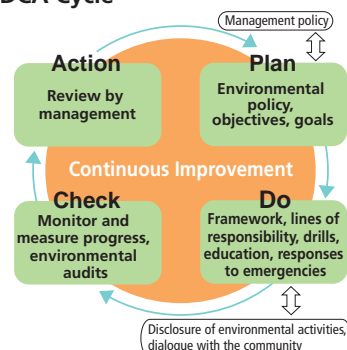 DCA Cycle
Management policy
Action
Review by
management
Plan
Environmental
policy,
objectives, goals
Continuous Improvement
Check
Monitor and
measure progress,
environmental
audits
Do
Framework, lines of
responsibility, drills,
education, responses
to emergencies
Disclosure of environmental activities,
dialogue with the community